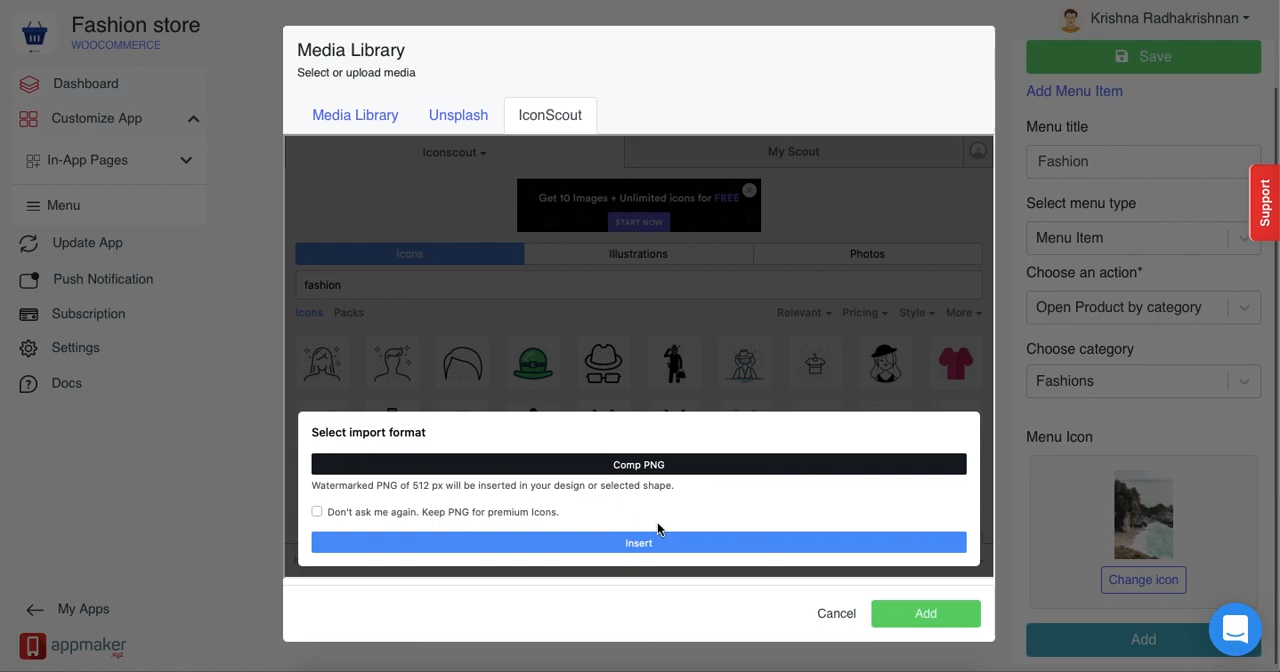 Fashion store
WOOCOMMERCE
Dashboard
Customize App
In-App Pages
Menu
Update App
Push Notification
Subscription
Settings
Docs
My Apps
appmaker
xyz
Media Library
Select or upload media
Media Library
Unsplash
IconScout
Iconscout
My Scout
Get 10 Images + Unlimited icons for FREE
START NOW
Icons
Illustrations
Photos
fashion
Icons
Packs
Relevant
Pricing
Style
More
Select import format
Comp PNG
Watermarked PNG of 512 px will be inserted in your design or selected shape.
Don't ask me again. Keep PNG for premium Icons.
Insert
Cancel
Add
Krishna Radhakrishnan
Save
Add Menu Item
Menu title
Fashion
Support
Select menu type
Menu Item
Choose an action*
Open Product by category
Choose category
Fashions
Menu Icon
Change icon
Add